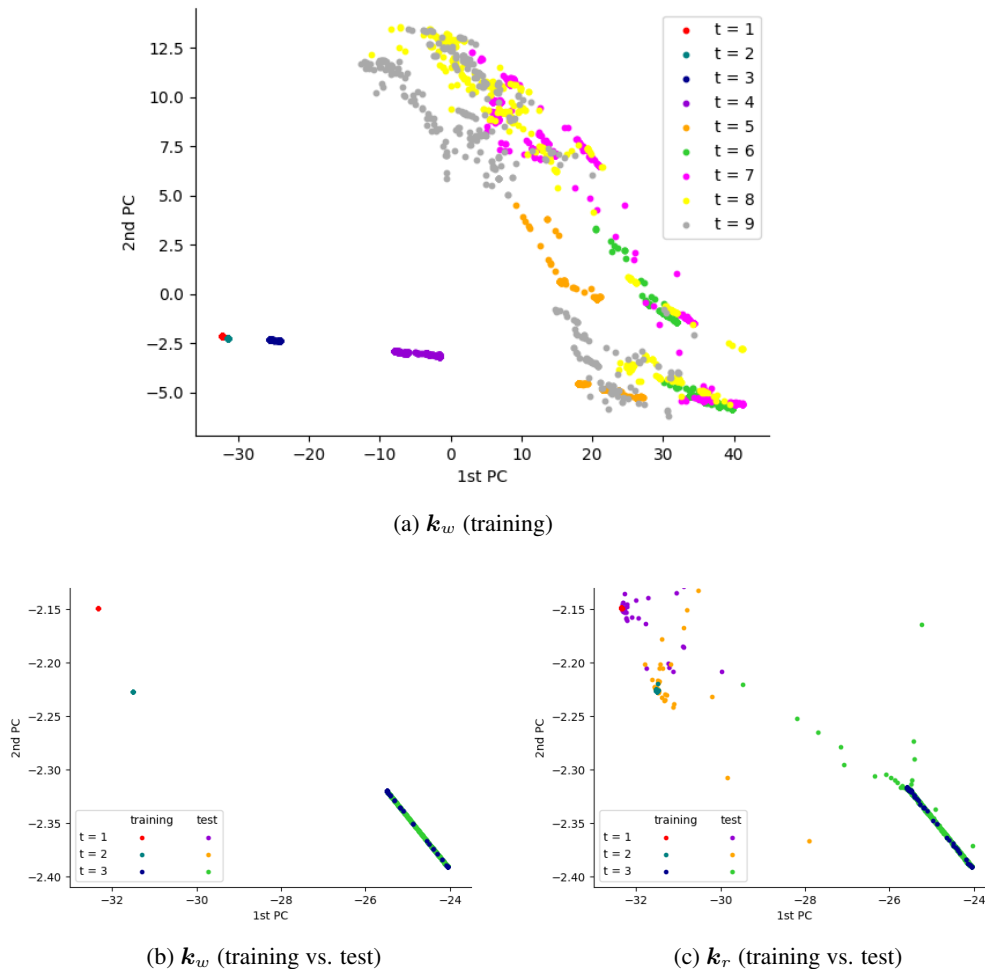 12.5
10.0
7.5
5.0
2.5
0.0
−2.5
−5.0
2nd PC
−30 −20 −10 0 10 20 30 40
1st PC
t = 1
t = 2
t = 3
t = 4
t = 5
t = 6
t = 7
t = 8
t = 9
(a) k_w (training)
−2.15
−2.20
−2.25
−2.30
−2.35
−2.40
2nd PC
training test
t = 1
t = 2
t = 3
−32 −30 −28 −26 −24
1st PC
(b) k_w (training vs. test)
−2.15
−2.20
−2.25
−2.30
−2.35
−2.40
2nd PC
training test
t = 1
t = 2
t = 3
−32 −30 −28 −26 −24
1st PC
(c) k_r (training vs. test)